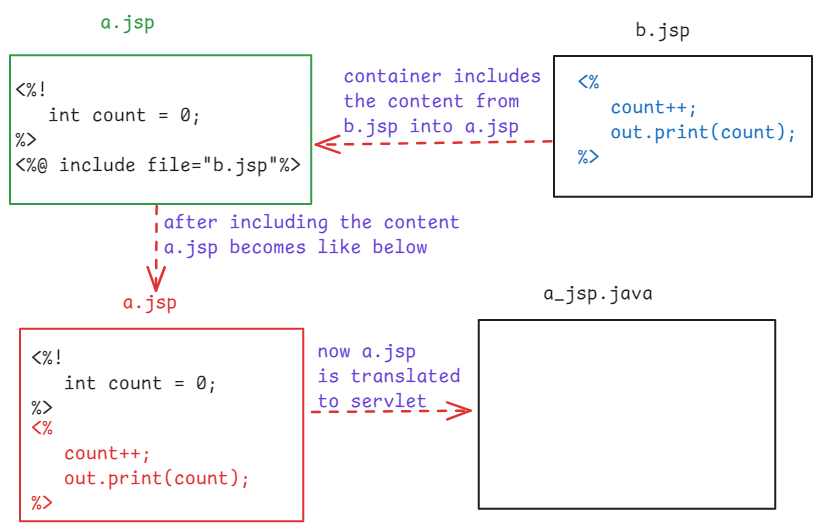 a.jsp
<%!
int count = 0;
%>
<%@ include file="b.jsp"%>
container includes
the content from
b.jsp into a.jsp
b.jsp
<%
count++;
out.print(count);
%>
after including the content
a.jsp becomes like below
a.jsp
<%!
int count = 0;
%>
<%
count++;
out.print(count);
%>
now a.jsp
is translated
to servlet
a_jsp.java